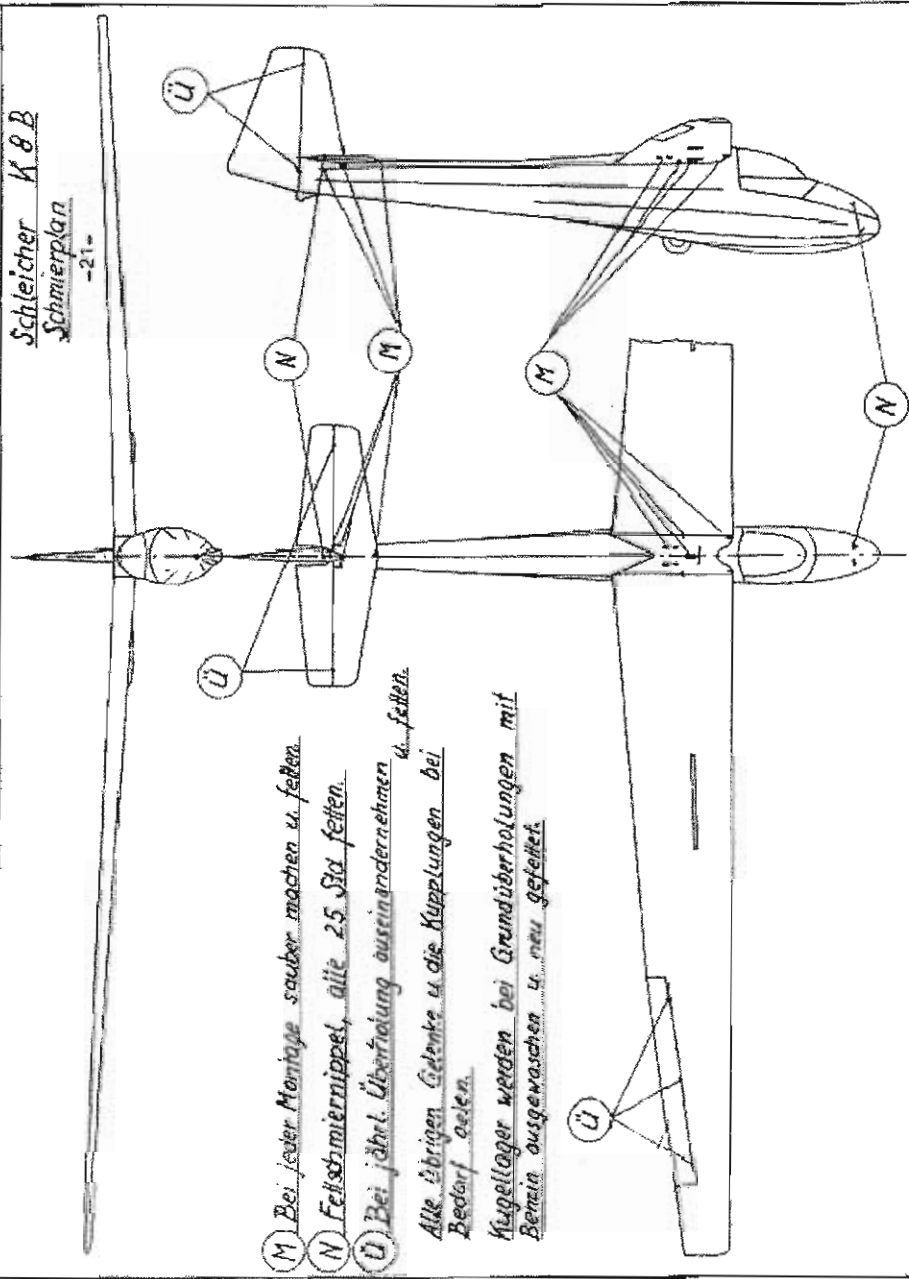 Schleicher K 8 B
Schmierplan
-21-
Ü
Ü
N
M
M
N
Ü
M Bei jeder Montage sauber machen u. fetten.
N Fettschmiernippel, alle 25 Std fetten.
Ü Bei jährl. Überholung auseinandernehmen
u. fetten.
Alle übrigen Gelenke u die Kupplungen bei
Bedarf oelen.
Kugellager werden bei Grundüberholungen mit
Benzin ausgewaschen u. neu gefettet.